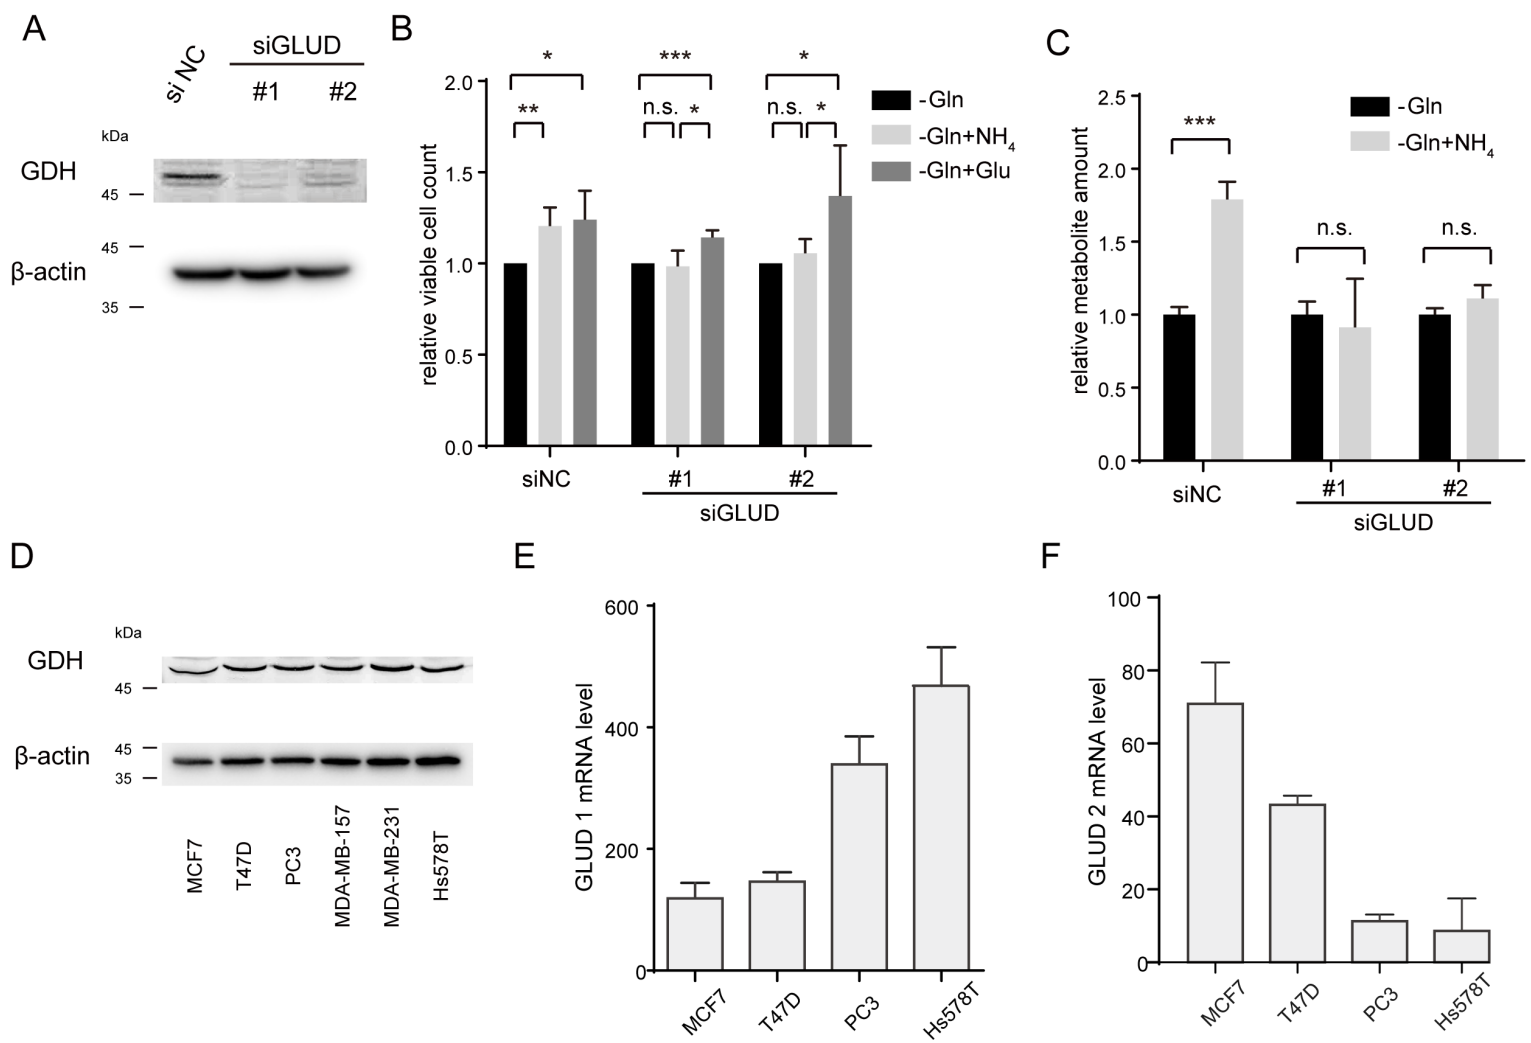 A
si NC
siGLUD
#1 #2
kDa
GDH
45
45
β-actin
35
B
* *** *
** n.s. * n.s. *
2.0
1.5
1.0
0.5
0.0
relative viable cell count
-Gln
-Gln+NH4
-Gln+Glu
siNC #1 #2
siGLUD
C
2.5
2.0
1.5
1.0
0.5
0.0
relative metabolite amount
***
n.s. n.s.
-Gln
-Gln+NH4
siNC #1 #2
siGLUD
D
kDa
GDH
45
β-actin
45
35
MCF7
T47D
PC3
MDA-MB-157
MDA-MB-231
Hs578T
E
600
400
200
0
GLUD 1 mRNA level
MCF7
T47D
PC3
Hs578T
F
100
80
60
40
20
0
GLUD 2 mRNA level
MCF7
T47D
PC3
Hs578T